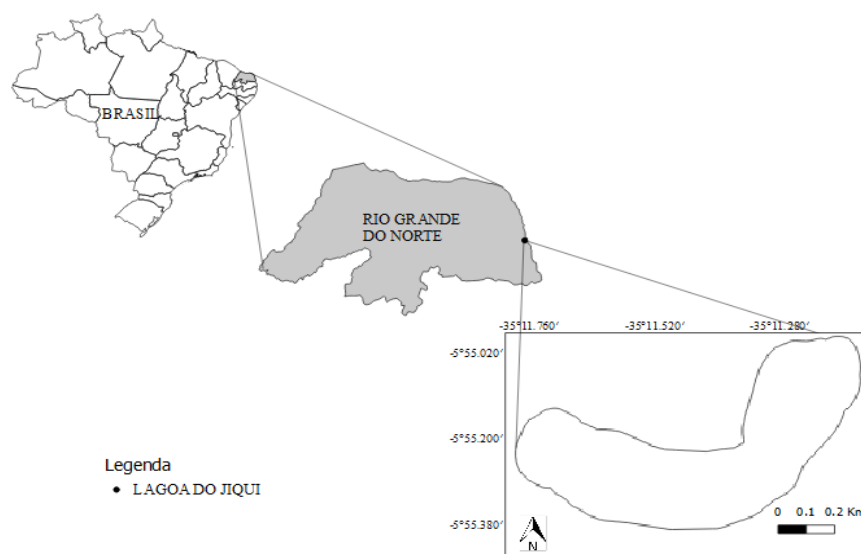 BRASIL
RIO GRANDE
DO NORTE
-35°11.760′ -35°11.520′ -35°11.280′
-5°55.020′
-5°55.200′
-5°55.380′
Legenda
LAGOA DO JIQUI
0 0.1 0.2 Km
N